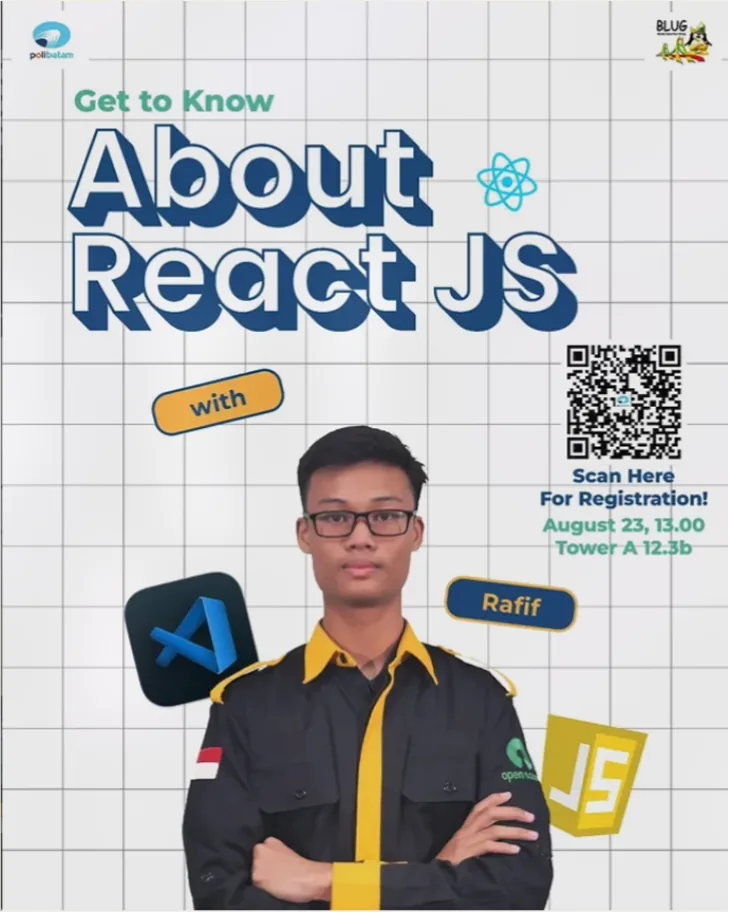 polibatam
BLUG
Get to Know
About
React JS
with
Scan Here
For Registration!
August 23, 13.00
Tower A 12.3b
Rafif
open
JS